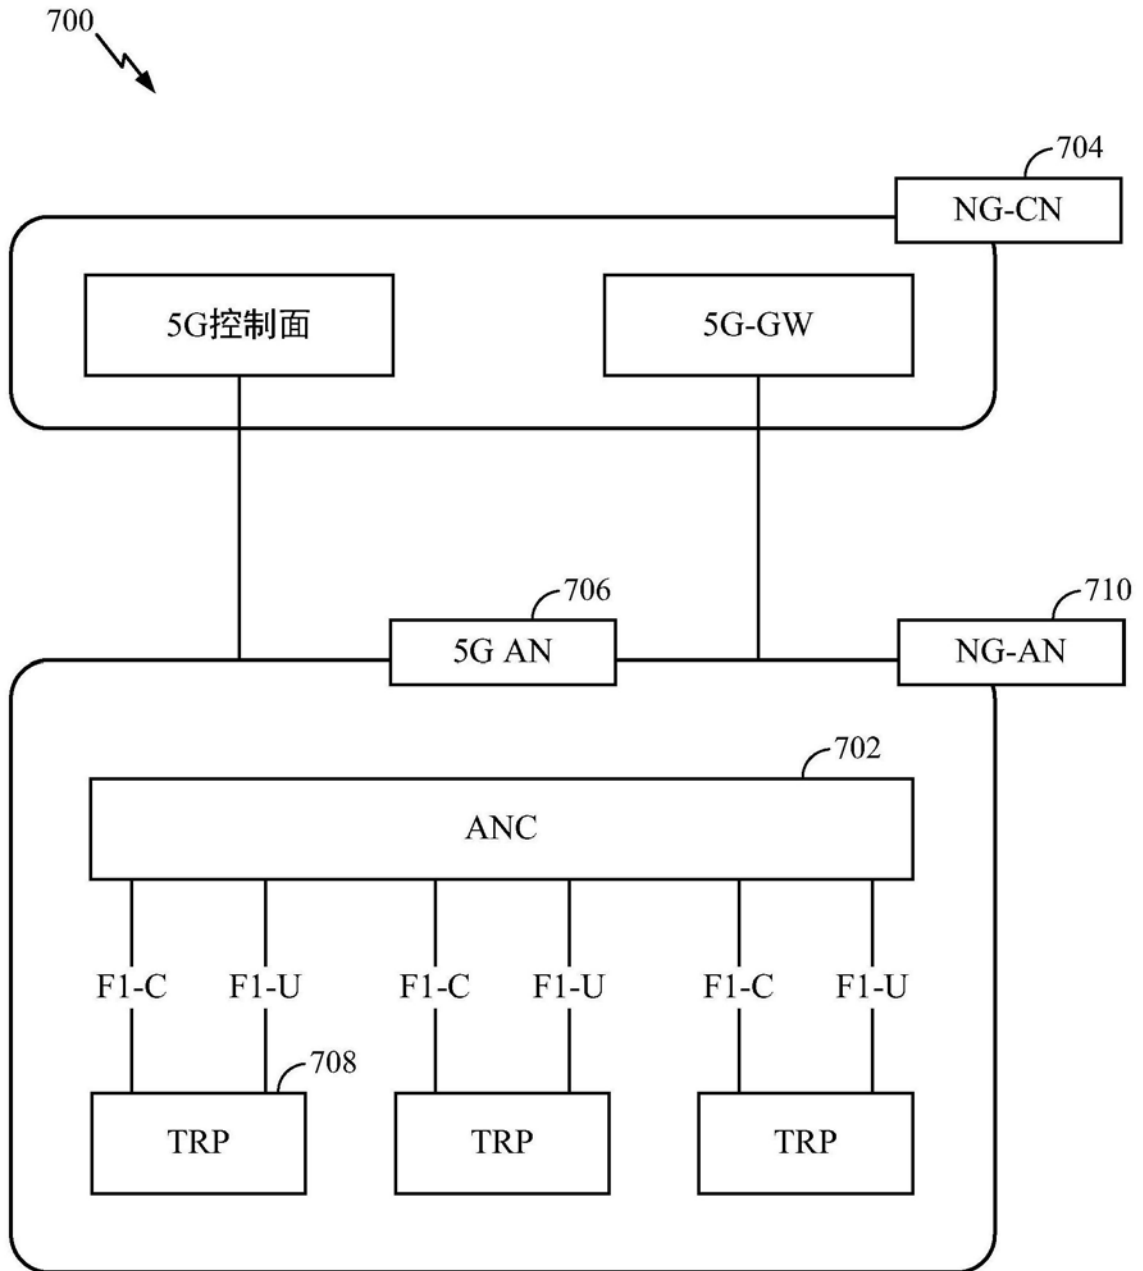 700
704
NG-CN
5G控制面
5G-GW
706
710
5G AN
NG-AN
702
ANC
F1-C F1-U F1-C F1-U F1-C F1-U
708
TRP TRP TRP